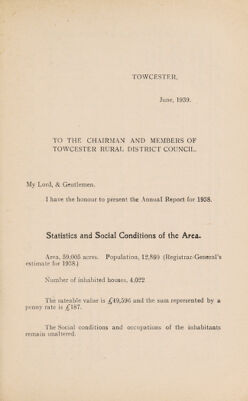 TOWCESTER,
June, 1939.
TO THE CHAIRMAN AND MEMBERS OF
TOWCESTER RURAL DISTRICT COUNCIL.
My Lord, & Gentlemen.
I have the honour to present the Annual Report for 1938.
Statistics and Social Conditions of the Area.
Area, 59,005 acres. Population, 12,890 (Registrar-General's
estimate for 1938.)
Number of inhabited houses, 4,022
The rateable value is £49,596 and the sum represented by a
penny rate is £187.
The Social conditions and occupations of the inhabitants
remain unaltered.